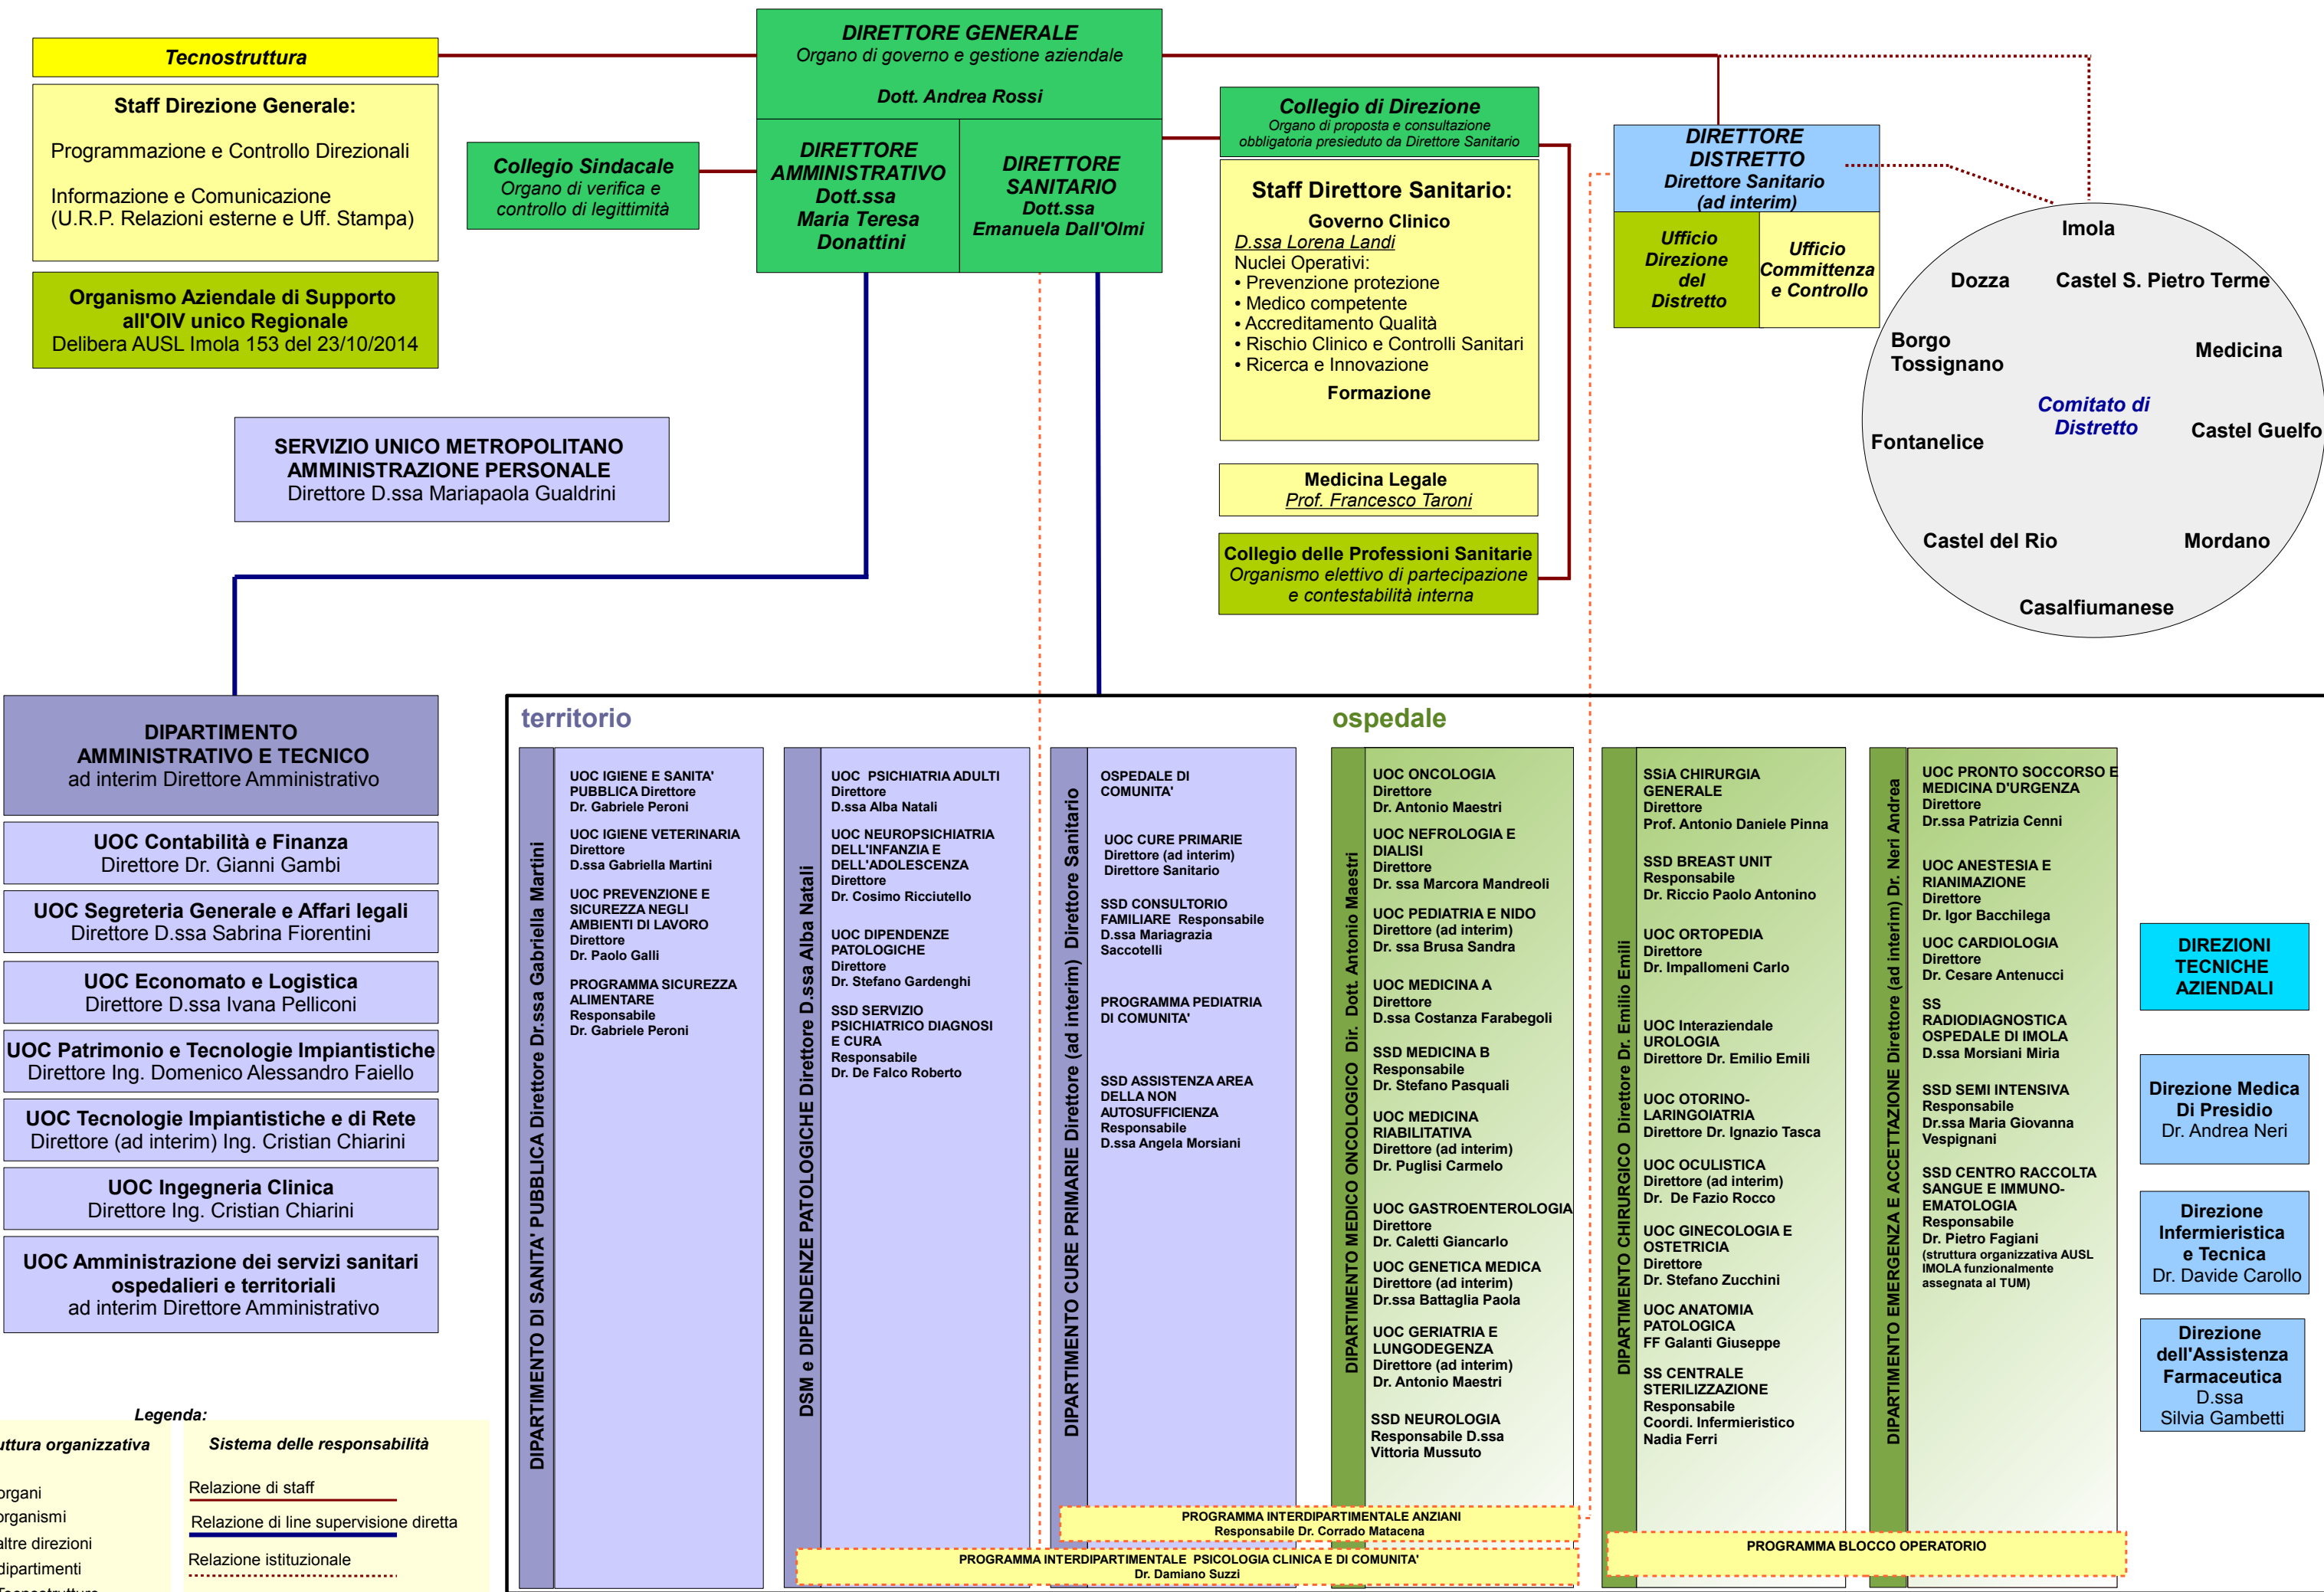 Tecnostruttura
Staff Direzione Generale:
Programmazione e Controllo Direzionali
Informazione e Comunicazione
(U.R.P. Relazioni esterne e Uff. Stampa)
Organismo Aziendale di Supporto
all'OIV unico Regionale
Delibera AUSL Imola 153 del 23/10/2014
DIRETTORE GENERALE
Organo di governo e gestione aziendale
Dott. Andrea Rossi
DIRETTORE
AMMINISTRATIVO
Dott.ssa
Maria Teresa
Donattini
DIRETTORE
SANITARIO
Dott.ssa
Emanuela Dall'Olmi
Collegio Sindacale
Organo di verifica e
controllo di legittimità
Collegio di Direzione
Organo di proposta e consultazione
obbligatoria presieduto da Direttore Sanitario
Staff Direttore Sanitario:
Governo Clinico
D.ssa Lorena Landi
Nuclei Operativi:
• Prevenzione protezione
• Medico competente
• Accreditamento Qualità
• Rischio Clinico e Controlli Sanitari
• Ricerca e Innovazione
Formazione
Medicina Legale
Prof. Francesco Taroni
Collegio delle Professioni Sanitarie
Organismo elettivo di partecipazione
e contestabilità interna
DIRETTORE
DISTRETTO
Direttore Sanitario
(ad interim)
Ufficio
Direzione
del
Distretto
Ufficio
Committenza
e Controllo
Imola
Dozza
Castel S. Pietro Terme
Borgo
Tossignano
Medicina
Comitato di
Distretto
Castel Guelfo
Fontanelice
Castel del Rio
Mordano
Casalfiumanese
SERVIZIO UNICO METROPOLITANO
AMMINISTRAZIONE PERSONALE
Direttore D.ssa Mariapaola Gualdrini
DIPARTIMENTO
AMMINISTRATIVO E TECNICO
ad interim Direttore Amministrativo
UOC Contabilità e Finanza
Direttore Dr. Gianni Gambi
UOC Segreteria Generale e Affari legali
Direttore D.ssa Sabrina Fiorentini
UOC Economato e Logistica
Direttore D.ssa Ivana Pelliconi
UOC Patrimonio e Tecnologie Impiantistiche
Direttore Ing. Domenico Alessandro Faiello
UOC Tecnologie Impiantistiche e di Rete
Direttore (ad interim) Ing. Cristian Chiarini
UOC Ingegneria Clinica
Direttore Ing. Cristian Chiarini
UOC Amministrazione dei servizi sanitari
ospedalieri e territoriali
ad interim Direttore Amministrativo
territorio
DIPARTIMENTO DI SANITA' PUBBLICA Direttore Dr.ssa Gabriella Martini
UOC IGIENE E SANITA'
PUBBLICA Direttore
Dr. Gabriele Peroni
UOC IGIENE VETERINARIA
Direttore
D.ssa Gabriella Martini
UOC PREVENZIONE E
SICUREZZA NEGLI
AMBIENTI DI LAVORO
Direttore
Dr. Paolo Galli
PROGRAMMA SICUREZZA
ALIMENTARE
Responsabile
Dr. Gabriele Peroni
DSM e DIPENDENZE PATOLOGICHE Direttore D.ssa Alba Natali
UOC PSICHIATRIA ADULTI
Direttore
D.ssa Alba Natali
UOC NEUROPSICHIATRIA
DELL'INFANZIA E
DELL'ADOLESCENZA
Direttore
Dr. Cosimo Ricciutello
UOC DIPENDENZE
PATOLOGICHE
Direttore
Dr. Stefano Gardenghi
SSD SERVIZIO
PSICHIATRICO DIAGNOSI
E CURA
Responsabile
Dr. De Falco Roberto
DIPARTIMENTO CURE PRIMARIE Direttore (ad interim) Direttore Sanitario
OSPEDALE DI
COMUNITA'
UOC CURE PRIMARIE
Direttore (ad interim)
Direttore Sanitario
SSD CONSULTORIO
FAMILIARE Responsabile
D.ssa Mariagrazia
Saccotelli
PROGRAMMA PEDIATRIA
DI COMUNITA'
SSD ASSISTENZA AREA
DELLA NON
AUTOSUFFICIENZA
Responsabile
D.ssa Angela Morsiani
ospedale
DIPARTIMENTO MEDICO ONCOLOGICO Dir. Dott. Antonio Maestri
UOC ONCOLOGIA
Direttore
Dr. Antonio Maestri
UOC NEFROLOGIA E
DIALISI
Direttore
Dr. ssa Marcora Mandreoli
UOC PEDIATRIA E NIDO
Direttore (ad interim)
Dr. ssa Brusa Sandra
UOC MEDICINA A
Direttore
D.ssa Costanza Farabegoli
SSD MEDICINA B
Responsabile
Dr. Stefano Pasquali
UOC MEDICINA
RIABILITATIVA
Direttore (ad interim)
Dr. Puglisi Carmelo
UOC GASTROENTEROLOGIA
Direttore
Dr. Caletti Giancarlo
UOC GENETICA MEDICA
Direttore (ad interim)
Dr.ssa Battaglia Paola
UOC GERIATRIA E
LUNGODEGENZA
Direttore (ad interim)
Dr. Antonio Maestri
SSD NEUROLOGIA
Responsabile D.ssa
Vittoria Mussuto
DIPARTIMENTO CHIRURGICO Direttore Dr. Emilio Emili
SSiA CHIRURGIA
GENERALE
Direttore
Prof. Antonio Daniele Pinna
SSD BREAST UNIT
Responsabile
Dr. Riccio Paolo Antonino
UOC ORTOPEDIA
Direttore
Dr. Impallomeni Carlo
UOC Interaziendale
UROLOGIA
Direttore Dr. Emilio Emili
UOC OTORINO-
LARINGOIATRIA
Direttore Dr. Ignazio Tasca
UOC OCULISTICA
Direttore (ad interim)
Dr. De Fazio Rocco
UOC GINECOLOGIA E
OSTETRICIA
Direttore
Dr. Stefano Zucchini
UOC ANATOMIA
PATOLOGICA
FF Galanti Giuseppe
SS CENTRALE
STERILIZZAZIONE
Responsabile
Coordi. Infermieristico
Nadia Ferri
DIPARTIMENTO EMERGENZA E ACCETTAZIONE Direttore (ad interim) Dr. Neri Andrea
UOC PRONTO SOCCORSO E
MEDICINA D'URGENZA
Direttore
Dr.ssa Patrizia Cenni
UOC ANESTESIA E
RIANIMAZIONE
Direttore
Dr. Igor Bacchilega
UOC CARDIOLOGIA
Direttore
Dr. Cesare Antenucci
SS
RADIODIAGNOSTICA
OSPEDALE DI IMOLA
D.ssa Morsiani Miria
SSD SEMI INTENSIVA
Responsabile
Dr.ssa Maria Giovanna
Vespignani
SSD CENTRO RACCOLTA
SANGUE E IMMUNO-
EMATOLOGIA
Responsabile
Dr. Pietro Fagiani
(struttura organizzativa AUSL
IMOLA funzionalmente
assegnata al TUM)
DIREZIONI
TECNICHE
AZIENDALI
Direzione Medica
Di Presidio
Dr. Andrea Neri
Direzione
Infermieristica
e Tecnica
Dr. Davide Carollo
Direzione
dell'Assistenza
Farmaceutica
D.ssa
Silvia Gambetti
PROGRAMMA INTERDIPARTIMENTALE ANZIANI
Responsabile Dr. Corrado Matacena
PROGRAMMA INTERDIPARTIMENTALE PSICOLOGIA CLINICA E DI COMUNITA'
Dr. Damiano Suzzi
PROGRAMMA BLOCCO OPERATORIO
Legenda:
uttura organizzativa
organi
organismi
altre direzioni
dipartimenti
Sistema delle responsabilità
Relazione di staff
Relazione di line supervisione diretta
Relazione istituzionale